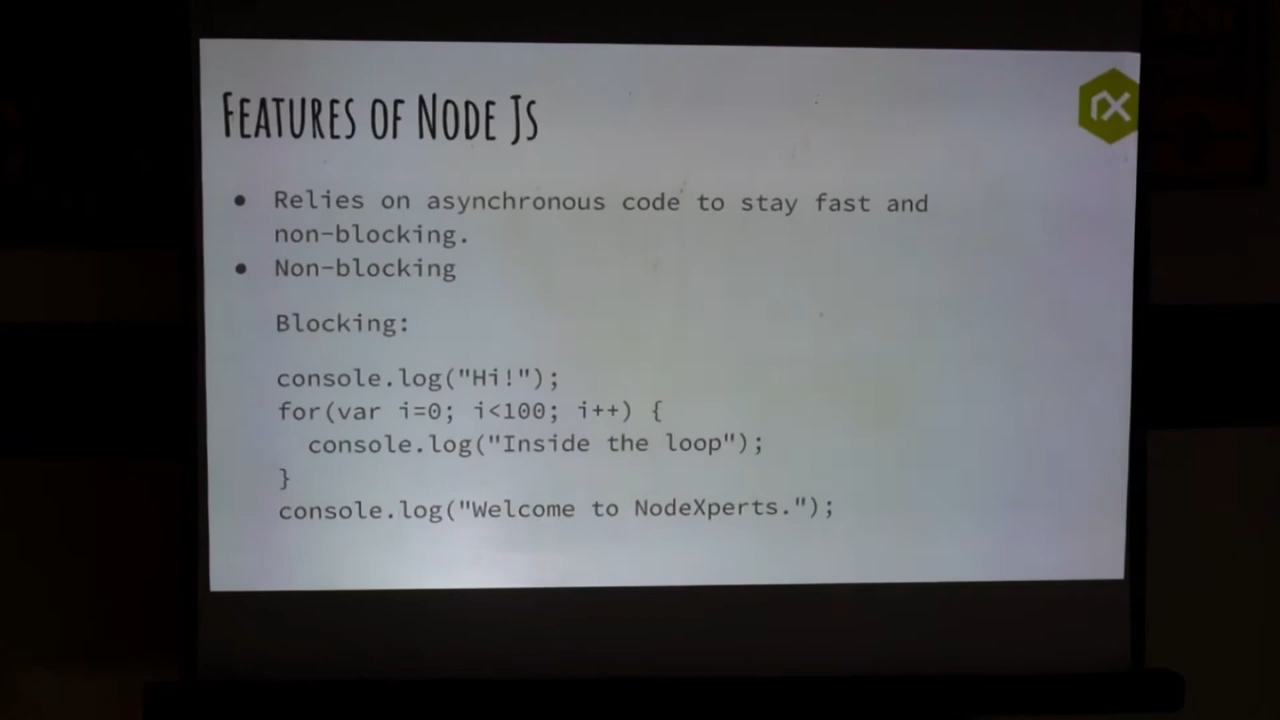 FEATURES OF NODE JS
● Relies on asynchronous code to stay fast and
non-blocking.
● Non-blocking
Blocking:
console.log("Hi!");
for(var i=0; i<100; i++) {
  console.log("Inside the loop");
}
console.log("Welcome to NodeXperts.");